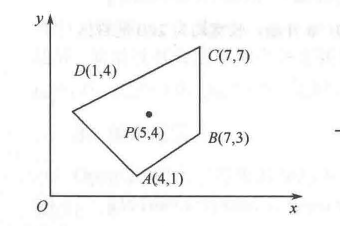 y
C(7,7)
D(1,4)
P(5,4)
B(7,3)
A(4,1)
O
x